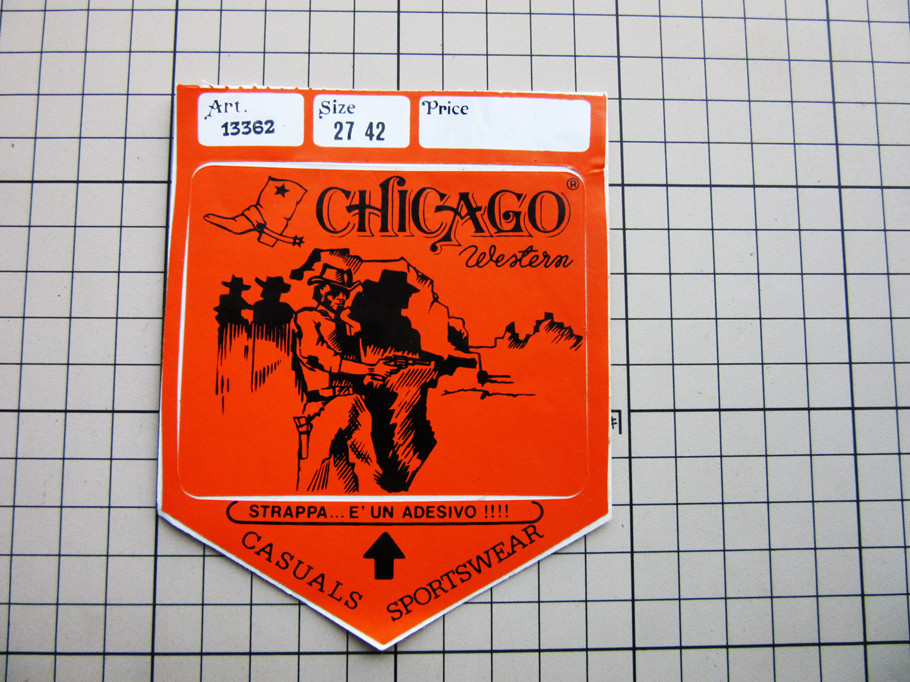 Art. Size Price
13362 27 42
CHICAGO®
Western
STRAPPA... E' UN ADESIVO !!!!
CASUALS SPORTSWEAR